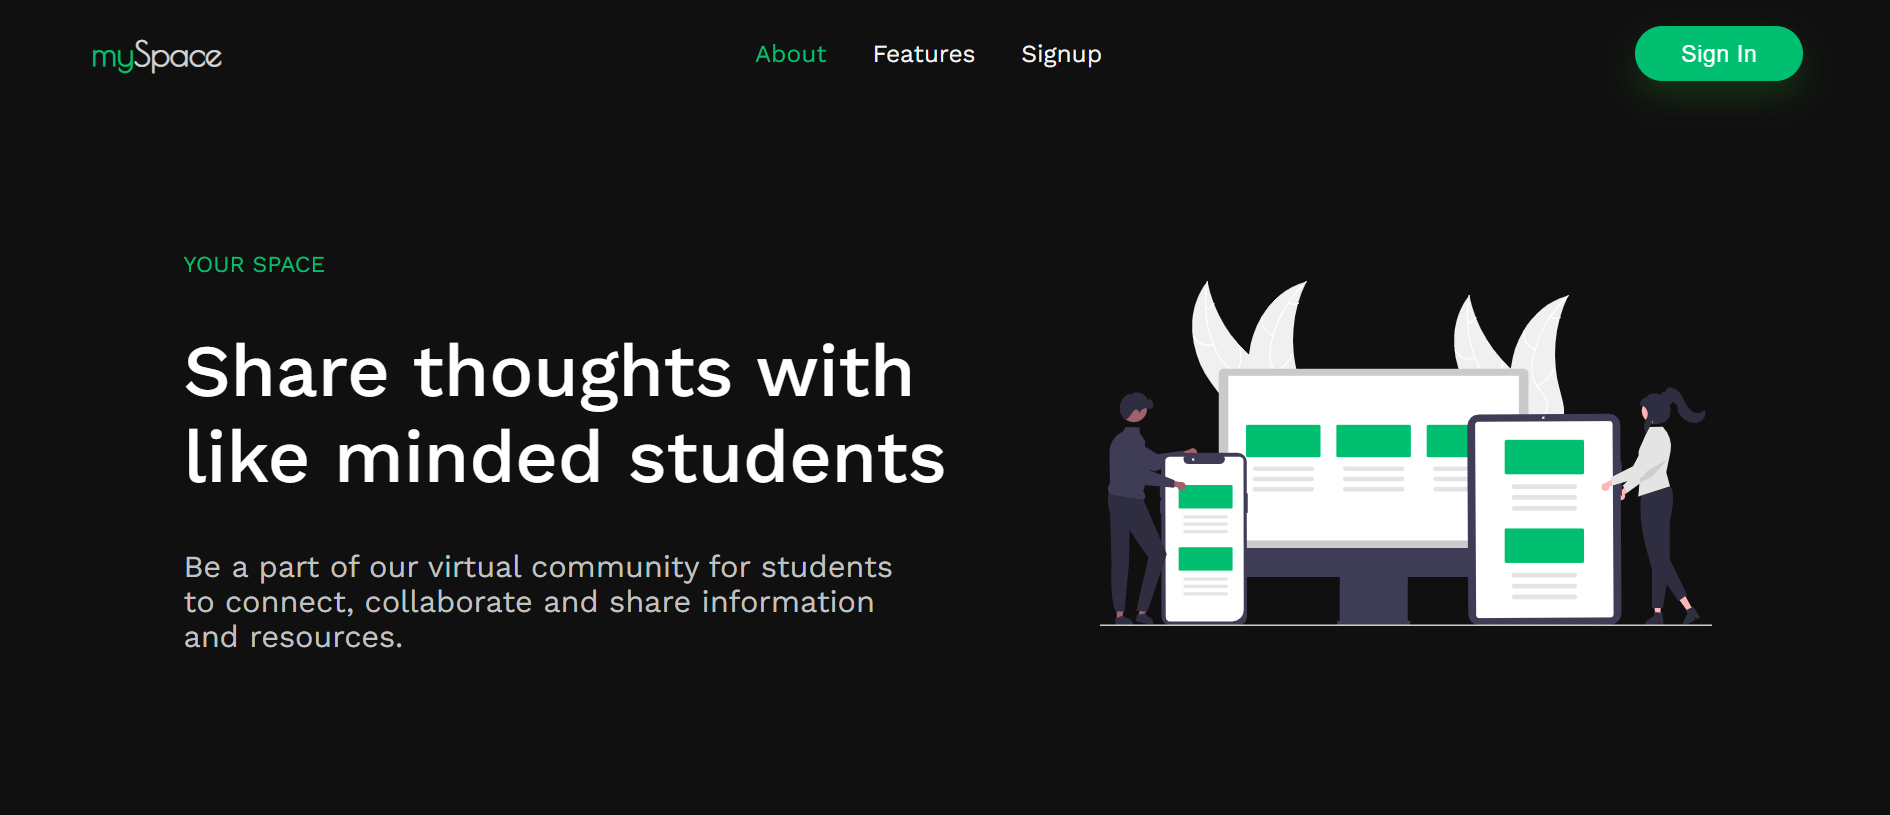 mySpace
About
Features
Signup
Sign In
YOUR SPACE
Share thoughts with
like minded students
Be a part of our virtual community for students
to connect, collaborate and share information
and resources.